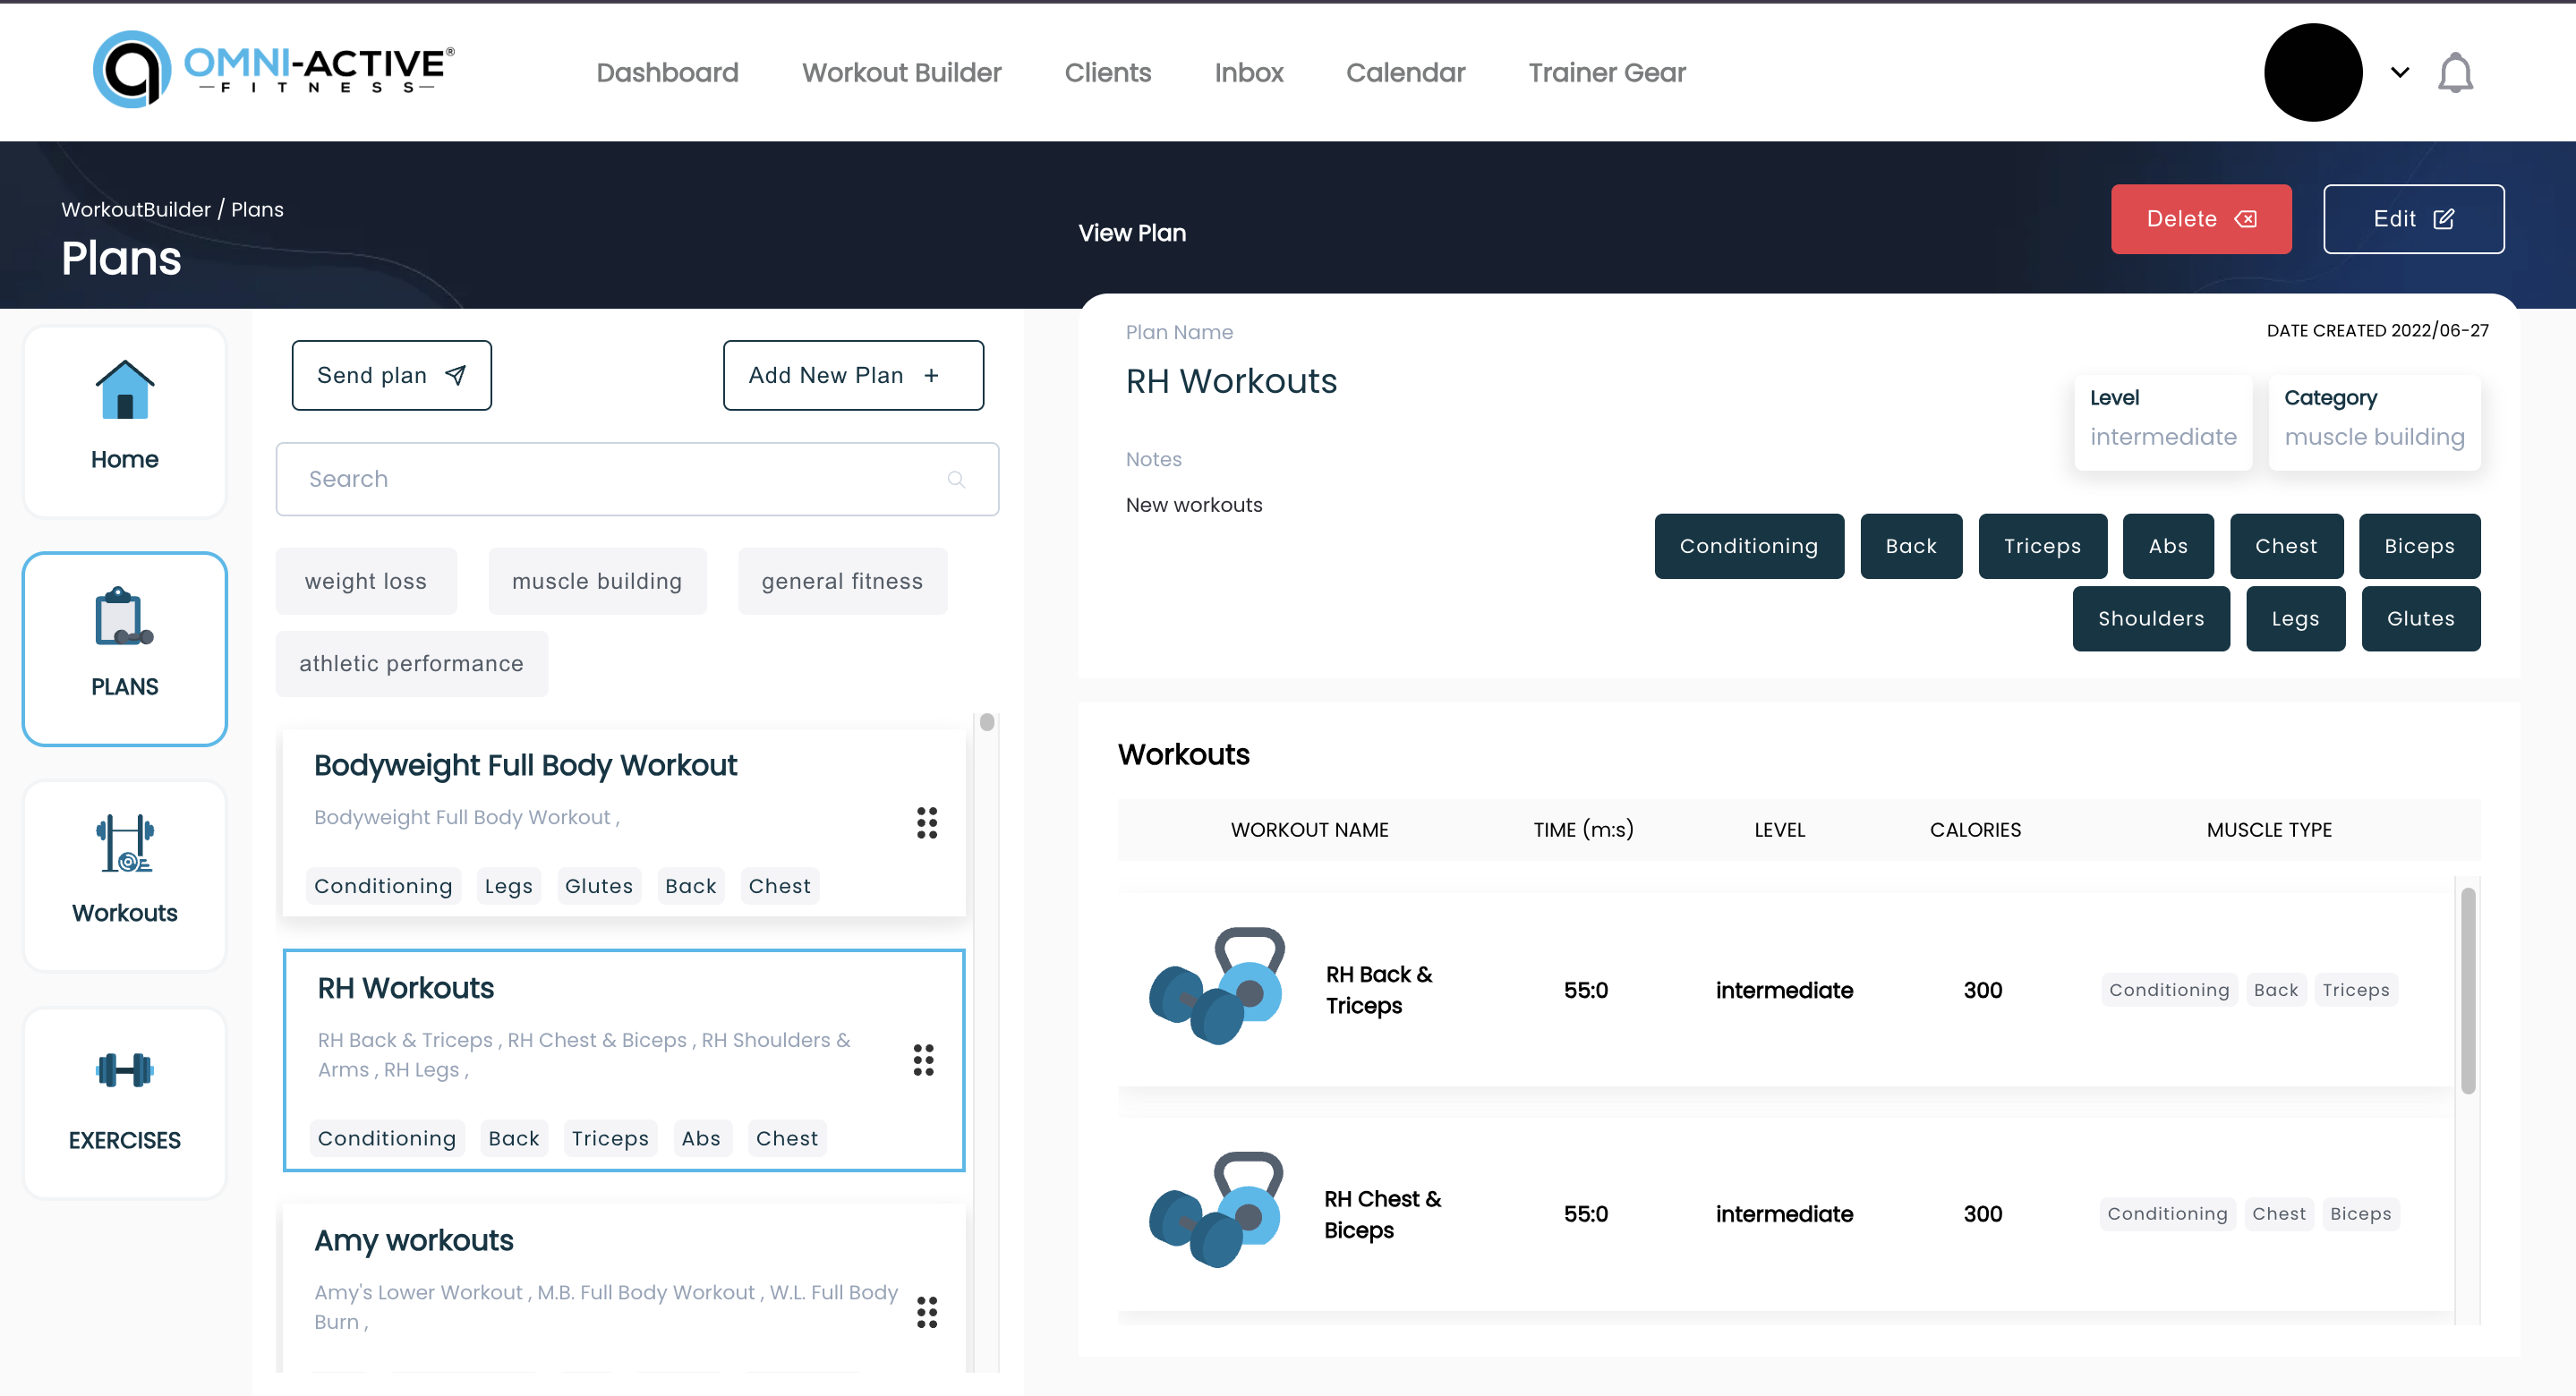 OMNI-ACTIVE®
FITNESS
Dashboard
Workout Builder
Clients
Inbox
Calendar
Trainer Gear
WorkoutBuilder / Plans
Plans
View Plan
Delete
Edit
Home
PLANS
Workouts
EXERCISES
Send plan
Add New Plan +
Search
weight loss
muscle building
general fitness
athletic performance
Bodyweight Full Body Workout
Bodyweight Full Body Workout ,
Conditioning Legs Glutes Back Chest
RH Workouts
RH Back & Triceps , RH Chest & Biceps , RH Shoulders &
Arms , RH Legs ,
Conditioning Back Triceps Abs Chest
Amy workouts
Amy's Lower Workout , M.B. Full Body Workout , W.L. Full Body
Burn ,
Plan Name
DATE CREATED 2022/06-27
RH Workouts
Level
intermediate
Category
muscle building
Notes
New workouts
Conditioning Back Triceps Abs Chest Biceps
Shoulders Legs Glutes
Workouts
WORKOUT NAME TIME (m:s) LEVEL CALORIES MUSCLE TYPE
RH Back &
Triceps
55:0 intermediate 300 Conditioning Back Triceps
RH Chest &
Biceps
55:0 intermediate 300 Conditioning Chest Biceps